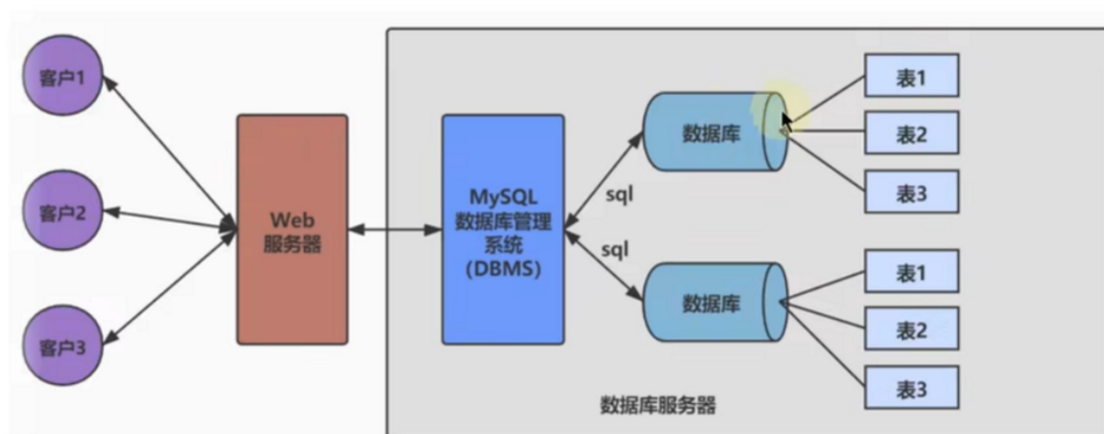 客户1
客户2
客户3
Web
服务器
MySQL
数据库管理
系统
(DBMS)
sql
sql
数据库
数据库
表1
表2
表3
表1
表2
表3
数据库服务器